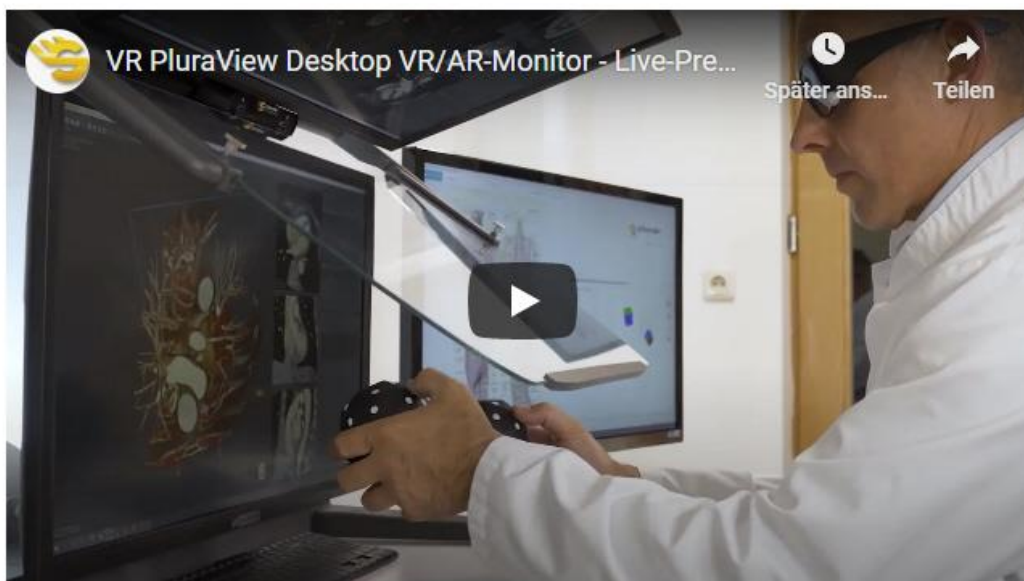 VR PluraView Desktop VR/AR-Monitor - Live-Pre...
Später ans...
Teilen